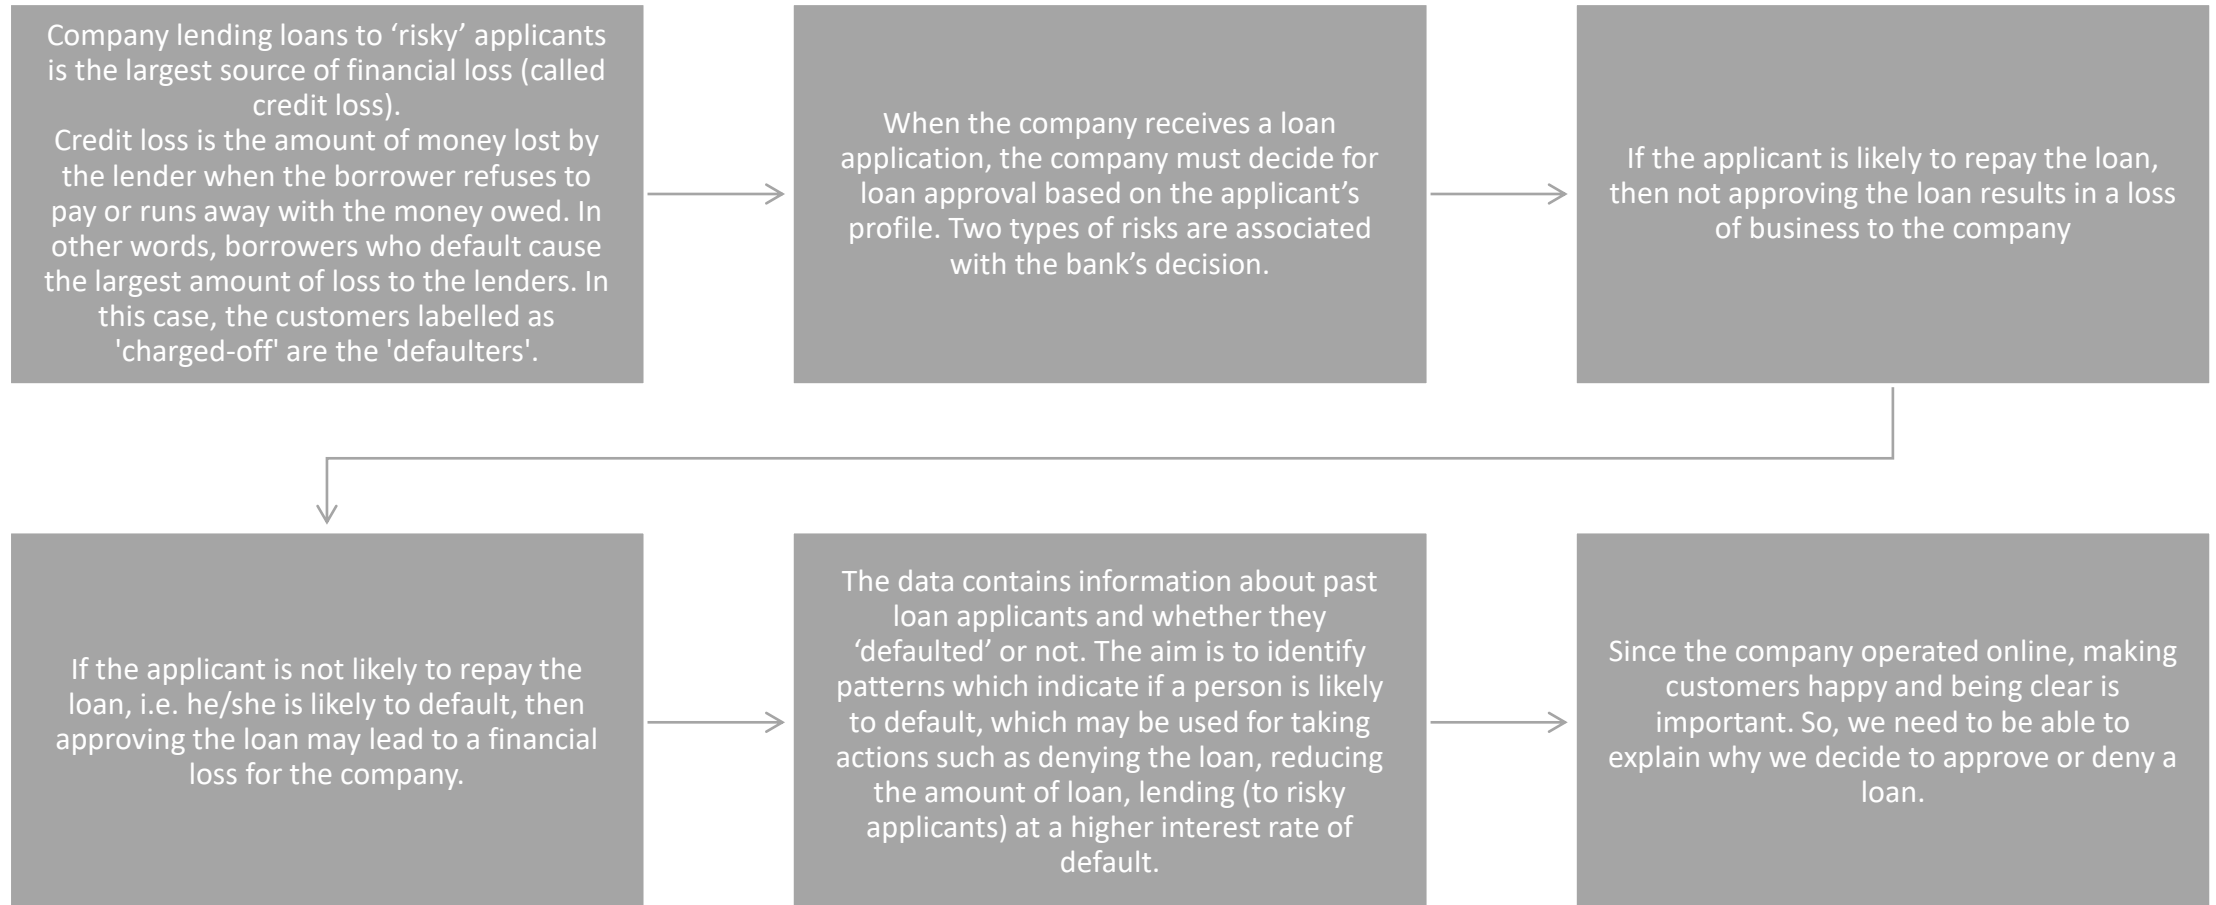 Company lending loans to ‘risky’ applicants
is the largest source of financial loss (called
credit loss).
Credit loss is the amount of money lost by
the lender when the borrower refuses to
pay or runs away with the money owed. In
other words, borrowers who default cause
the largest amount of loss to the lenders. In
this case, the customers labelled as
'charged-off' are the 'defaulters'.
When the company receives a loan
application, the company must decide for
loan approval based on the applicant’s
profile. Two types of risks are associated
with the bank’s decision.
If the applicant is likely to repay the loan,
then not approving the loan results in a loss
of business to the company
If the applicant is not likely to repay the
loan, i.e. he/she is likely to default, then
approving the loan may lead to a financial
loss for the company.
The data contains information about past
loan applicants and whether they
‘defaulted’ or not. The aim is to identify
patterns which indicate if a person is likely
to default, which may be used for taking
actions such as denying the loan, reducing
the amount of loan, lending (to risky
applicants) at a higher interest rate of
default.
Since the company operated online, making
customers happy and being clear is
important. So, we need to be able to
explain why we decide to approve or deny a
loan.